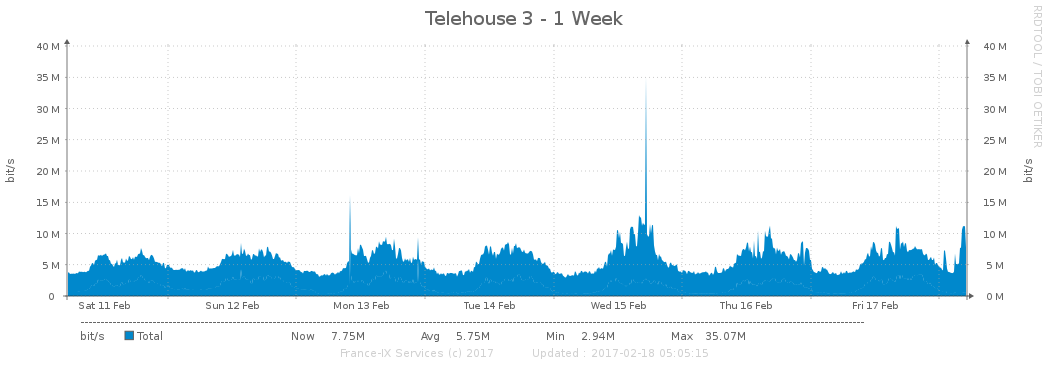 Telehouse 3 - 1 Week
RRDTOOL / TOBI OETIKER
40 M 40 M
35 M 35 M
30 M 30 M
25 M 25 M
20 M 20 M
15 M 15 M
10 M 10 M
5 M 5 M
0 0 M
bit/s
bit/s
Sat 11 Feb Sun 12 Feb Mon 13 Feb Tue 14 Feb Wed 15 Feb Thu 16 Feb Fri 17 Feb
bit/s Total Now 7.75M Avg 5.75M Min 2.94M Max 35.07M
France-IX Services (c) 2017 Updated : 2017-02-18 05:05:15